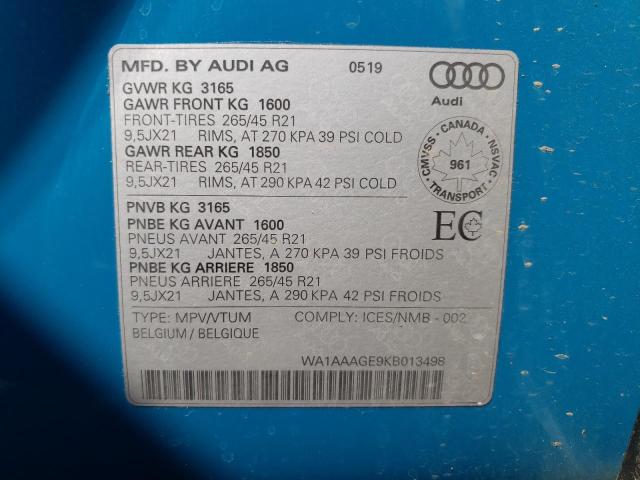 MFD. BY AUDI AG 0519
Audi
GVWR KG 3165
GAWR FRONT KG 1600
FRONT-TIRES 265/45 R21
9,5JX21 RIMS, AT 270 KPA 39 PSI COLD
GAWR REAR KG 1850
REAR-TIRES 265/45 R21
9,5JX21 RIMS, AT 290 KPA 42 PSI COLD
CMVSS - CANADA - NSVAC
961
TRANSPORT
PNVB KG 3165
PNBE KG AVANT 1600
PNEUS AVANT 265/45 R21
9,5JX21 JANTES, A 270 KPA 39 PSI FROIDS
PNBE KG ARRIERE 1850
PNEUS ARRIERE 265/45 R21
9,5JX21 JANTES, A 290 KPA 42 PSI FROIDS
EC
TYPE: MPV/VTUM COMPLY: ICES/NMB - 002
BELGIUM / BELGIQUE
WA1AAAGE9KB013498